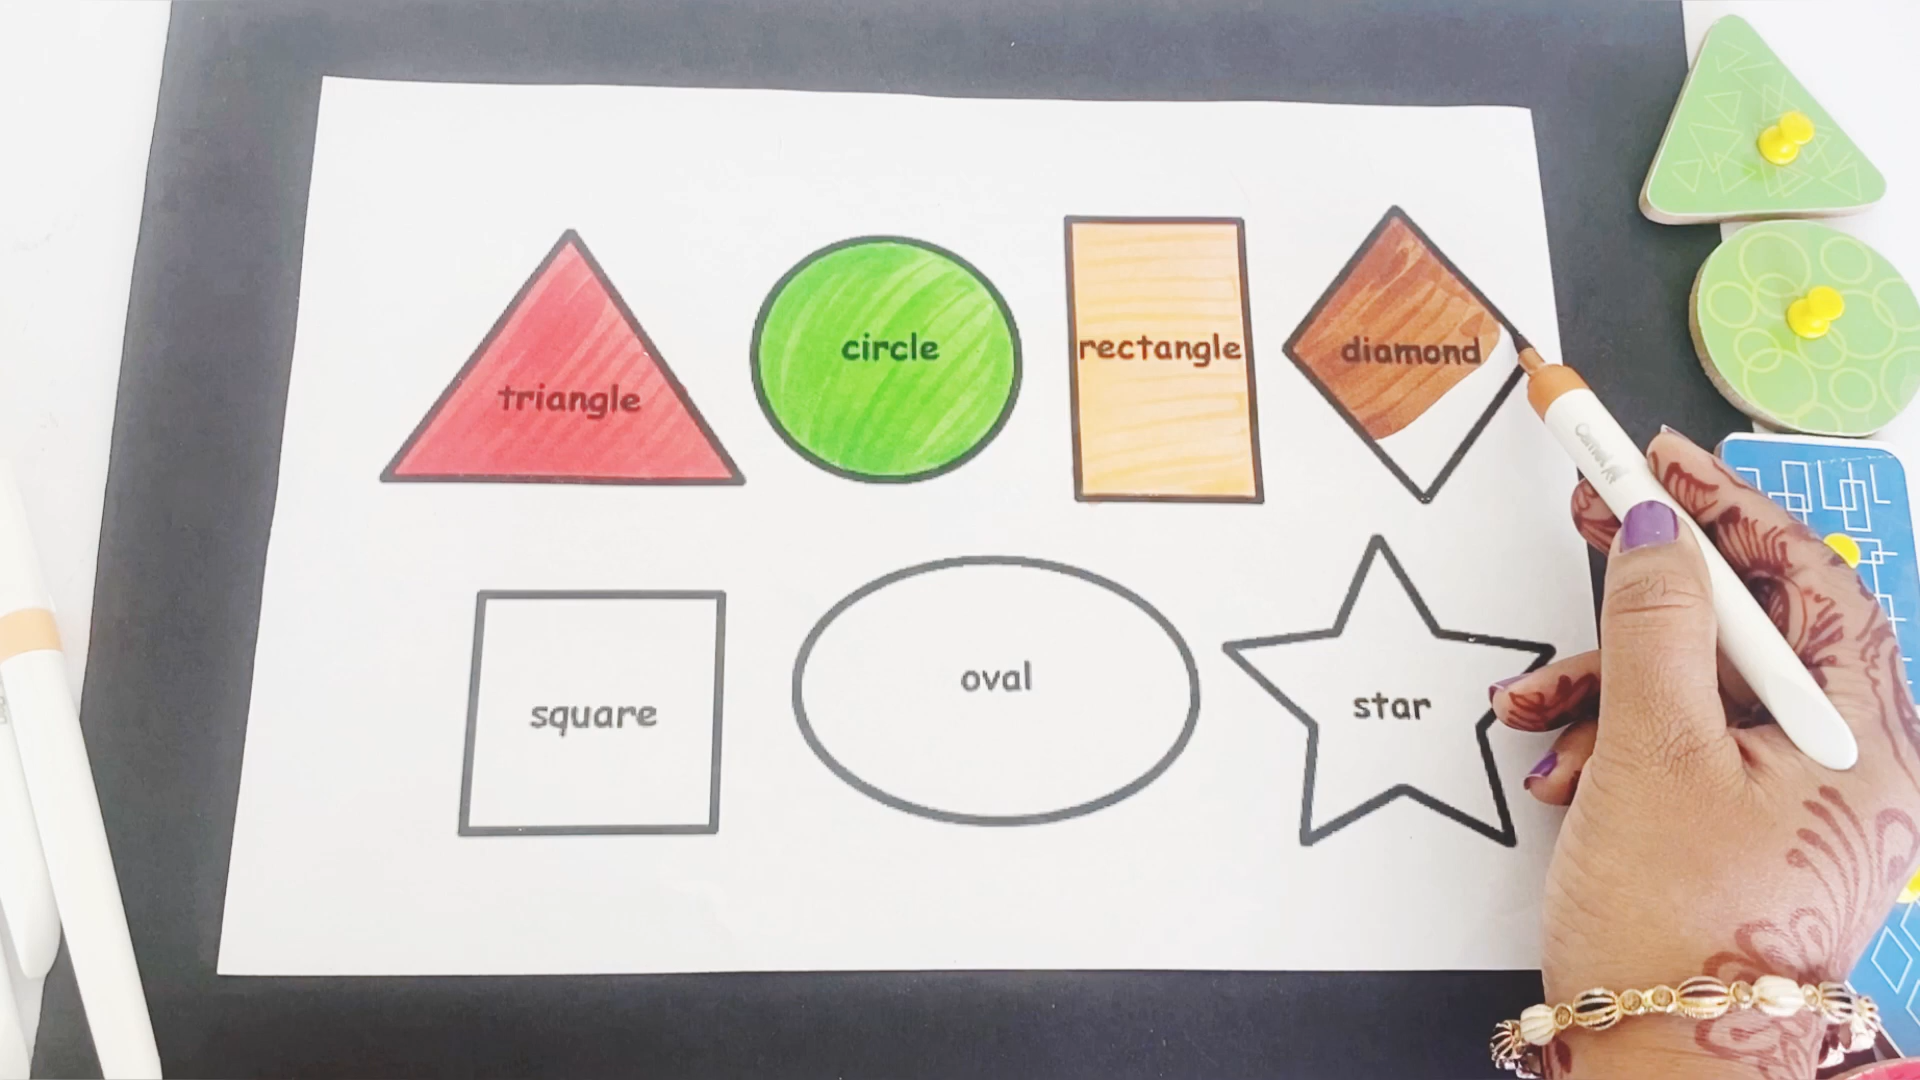 triangle
circle
rectangle
diamond
square
oval
star